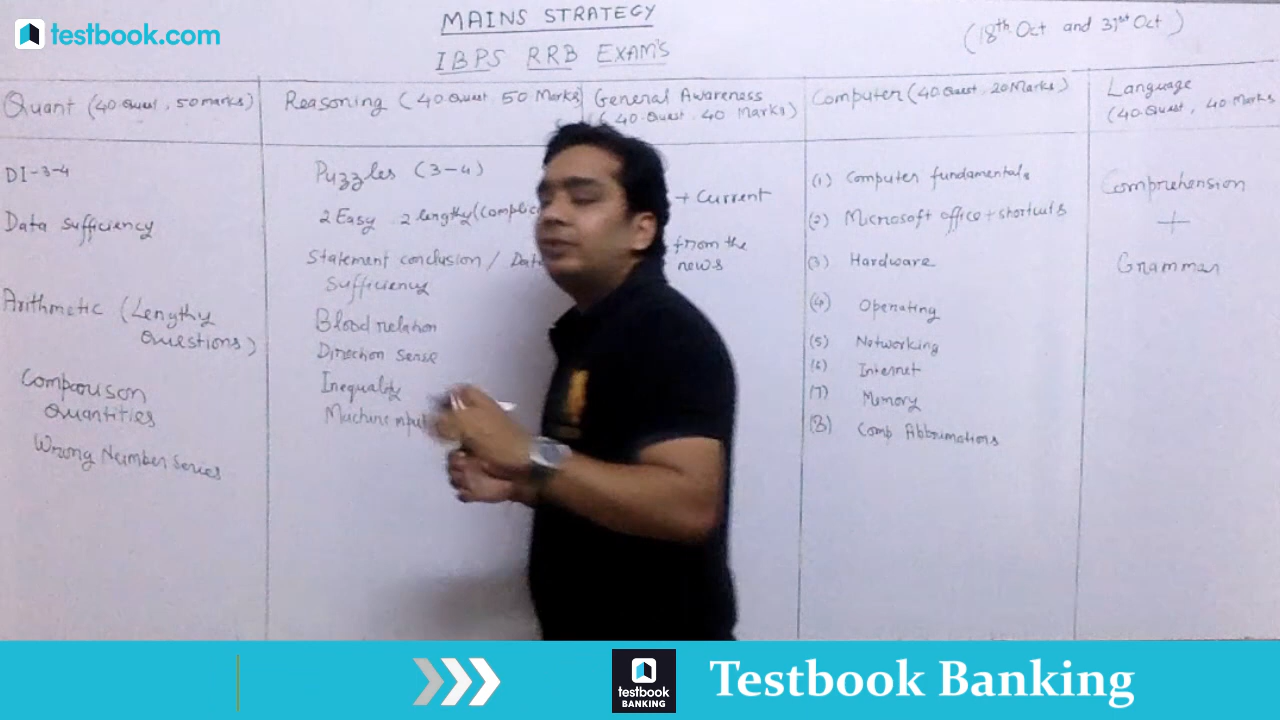 testbook.com
MAINS STRATEGY
IBPS RRB EXAM'S
(18th Oct and 31st Oct)
Quant (40 Quest, 50 marks)
DI-3-4
Data sufficiency
Arithmetic (Lengthy
Questions)
Comparison
Quantities
Wrong Number Series
Reasoning (40 Quest 50 Marks)
Puzzles (3-4)
2 Easy 2 lengthy
Statement conclusion / Data
Sufficiency
Blood relation
Direction Sense
Inequality
Machine
General Awareness
(40 Quest 40 Marks)
+ Current
from the
news
Computer (40 Quest, 20 Marks)
(1) Computer fundamentals
(2) Microsoft office + shortcuts
(3) Hardware
(4) Operating
(5) Networking
(6) Internet
(7) Memory
(8) Comp
Language
(40 Quest, 40 Marks
Comprehension
+
Grammar
testbook
BANKING
Testbook Banking